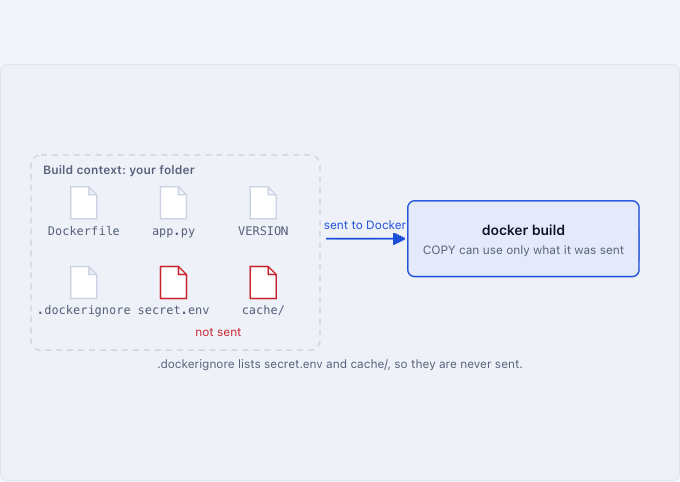 Build context: your folder
Dockerfile app.py VERSION
.dockerignore secret.env cache/
not sent
sent to Docker
docker build
COPY can use only what it was sent
.dockerignore lists secret.env and cache/, so they are never sent.